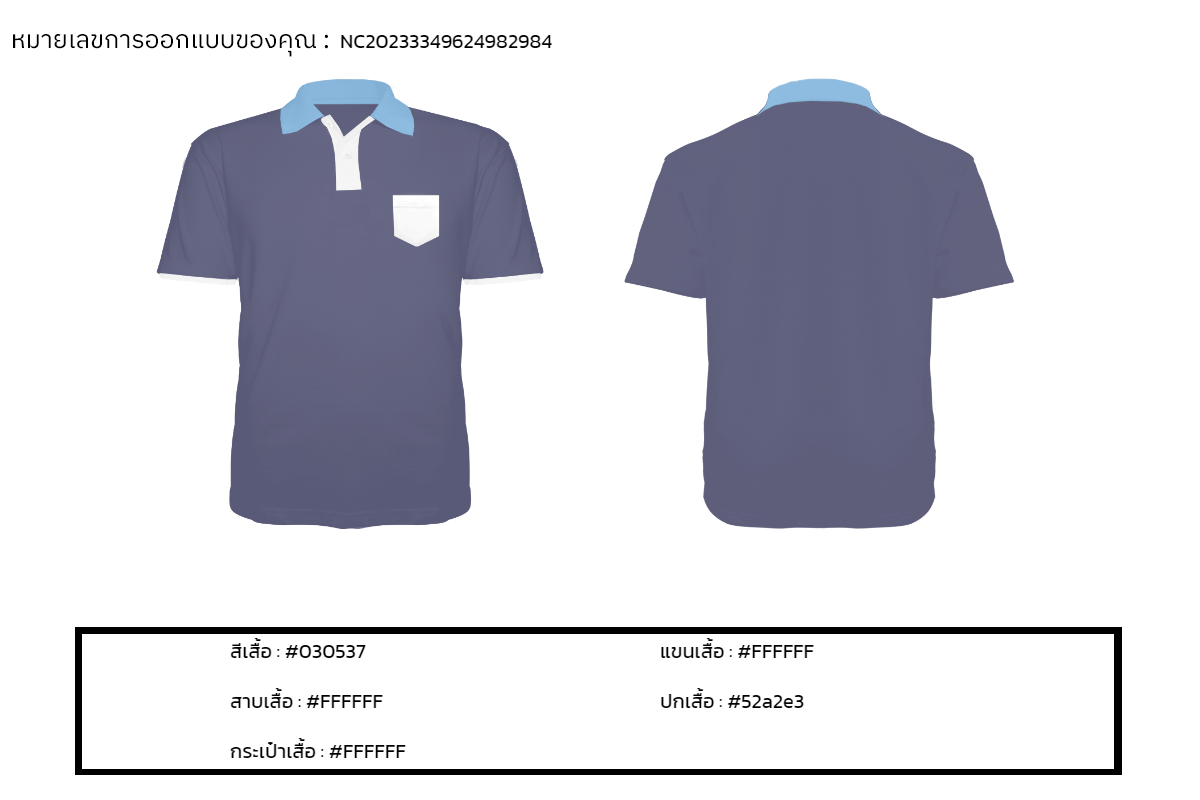 หมายเลขการออกแบบของคุณ : NC20233349624982984
สีเสื้อ : #030537
แขนเสื้อ : #FFFFFF
สาบเสื้อ : #FFFFFF
ปกเสื้อ : #52a2e3
กระเป๋าเสื้อ : #FFFFFF